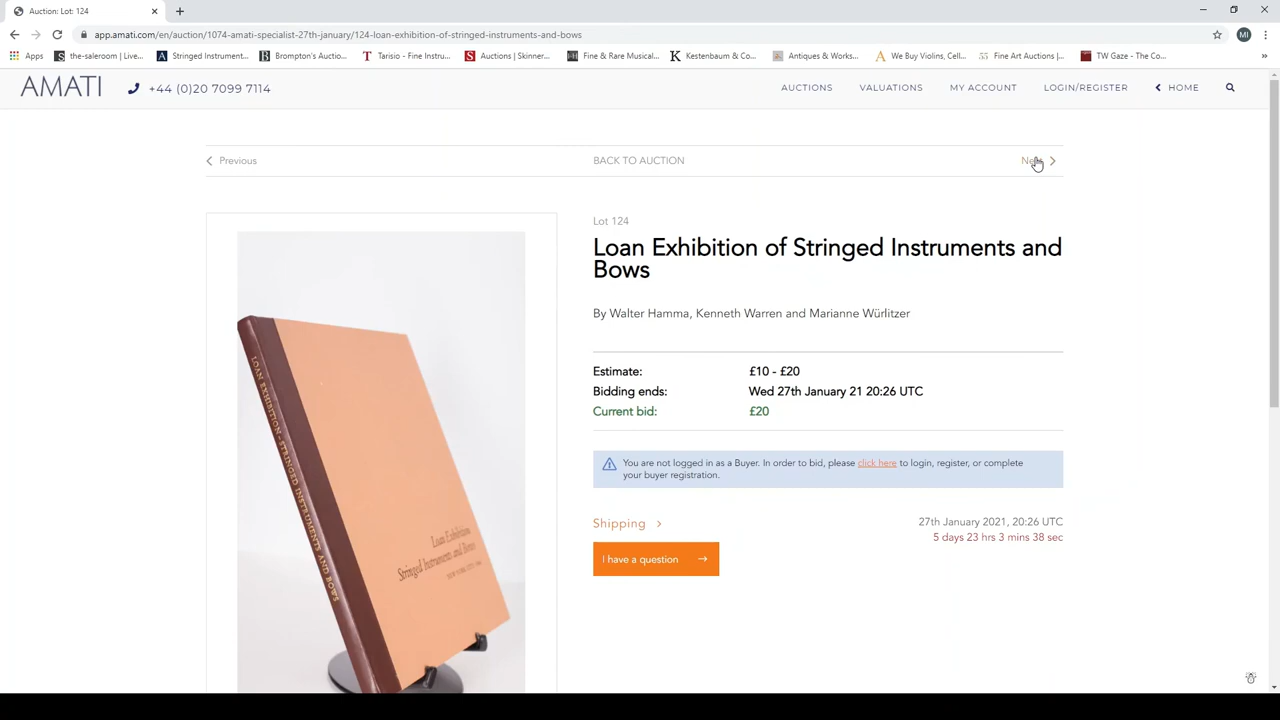 Auction: Lot: 124
app.amati.com/en/auction/1074-amati-specialist-27th-january/124-loan-exhibition-of-stringed-instruments-and-bows
MI
Apps
the-saleroom | Live...
Stringed Instrument...
Brompton's Auctio...
Tarisio - Fine Instru...
Auctions | Skinner...
Fine & Rare Musical...
Kestenbaum & Co...
Antiques & Works...
We Buy Violins, Cell...
Fine Art Auctions |...
TW Gaze - The Co...
AMATI
+44 (0)20 7099 7114
AUCTIONS
VALUATIONS
MY ACCOUNT
LOGIN/REGISTER
HOME
Previous
BACK TO AUCTION
Lot 124
Loan Exhibition of Stringed Instruments and
Bows
By Walter Hamma, Kenneth Warren and Marianne Würlitzer
Estimate: £10 - £20
Bidding ends: Wed 27th January 21 20:26 UTC
Current bid: £20
You are not logged in as a Buyer. In order to bid, please click here to login, register, or complete
your buyer registration.
Shipping
27th January 2021, 20:26 UTC
5 days 23 hrs 3 mins 38 sec
I have a question
LOAN EXHIBITION - STRINGED INSTRUMENTS AND BOWS
Loan Exhibition
Stringed Instruments and Bows